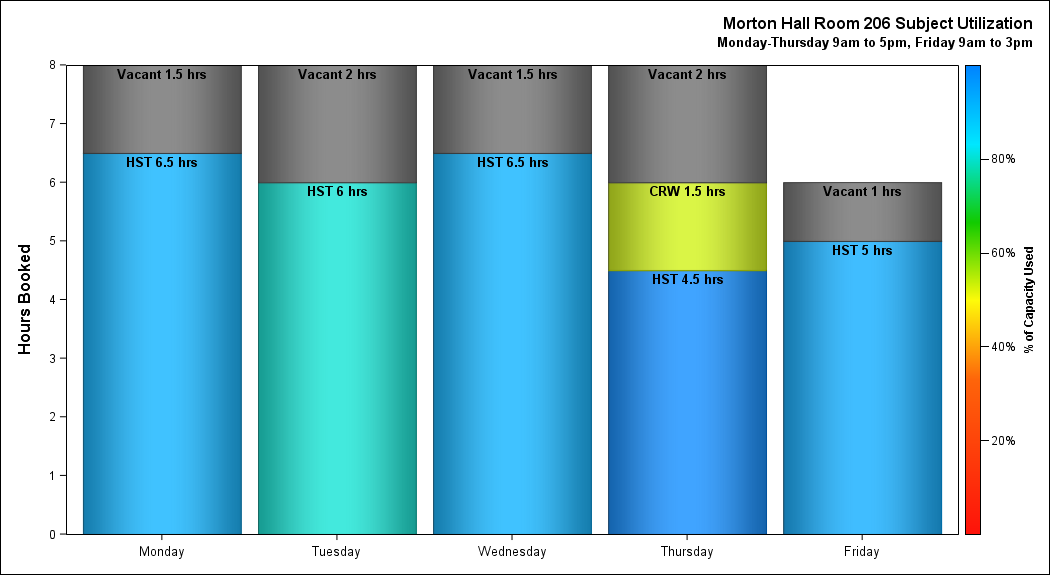 Morton Hall Room 206 Subject Utilization
Monday-Thursday 9am to 5pm, Friday 9am to 3pm
Hours Booked
8
7
6
5
4
3
2
1
0
Vacant 1.5 hrs
HST 6.5 hrs
Vacant 2 hrs
HST 6 hrs
Vacant 1.5 hrs
HST 6.5 hrs
Vacant 2 hrs
CRW 1.5 hrs
HST 4.5 hrs
Vacant 1 hrs
HST 5 hrs
Monday
Tuesday
Wednesday
Thursday
Friday
80%
60%
40%
20%
% of Capacity Used